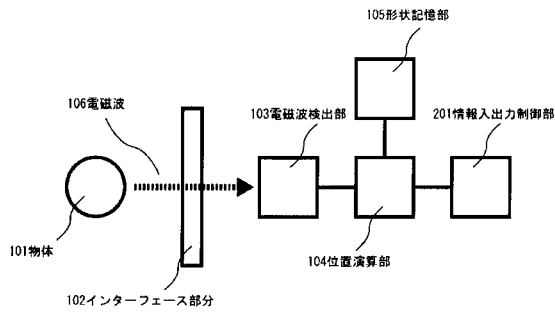 105形状記憶部
106電磁波
103電磁波検出部
201情報入出力制御部
101物体
104位置演算部
102インターフェース部分